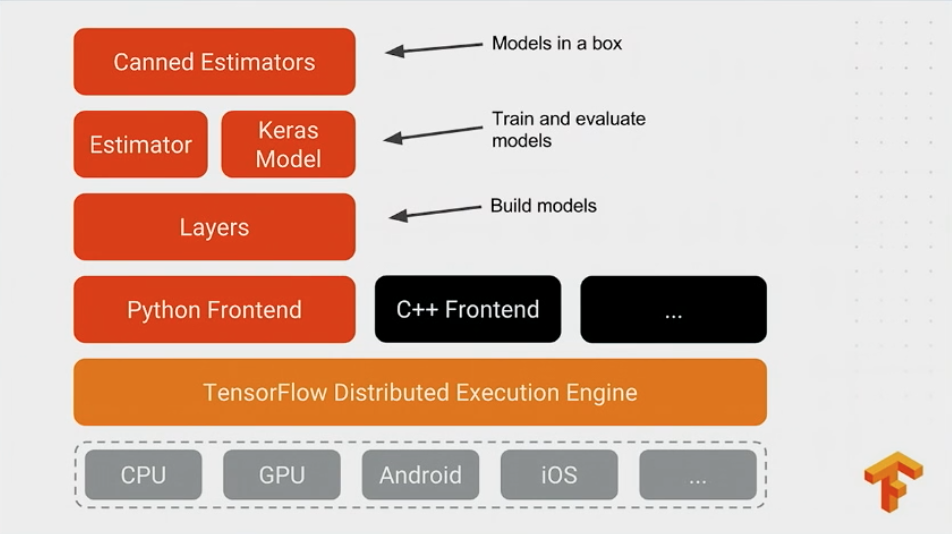 Canned Estimators
Models in a box
Estimator
Keras
Model
Train and evaluate
models
Layers
Build models
Python Frontend
C++ Frontend
...
TensorFlow Distributed Execution Engine
CPU
GPU
Android
iOS
...